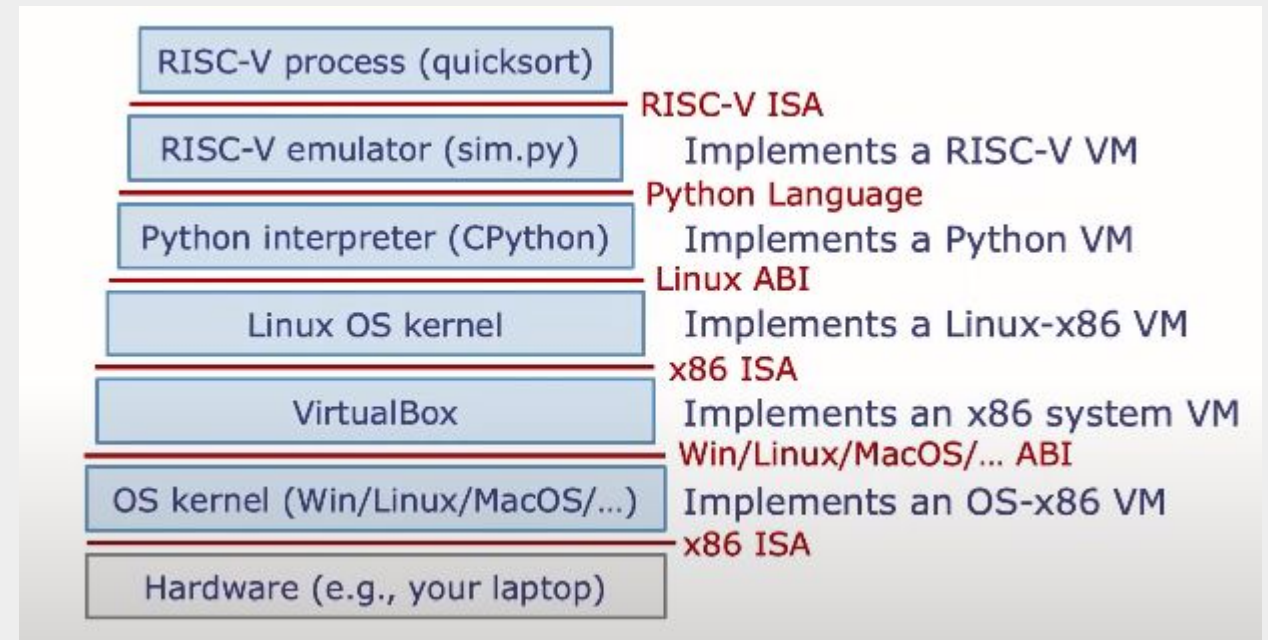 RISC-V process (quicksort)
RISC-V ISA
RISC-V emulator (sim.py)
Implements a RISC-V VM
Python Language
Python interpreter (CPython)
Implements a Python VM
Linux ABI
Linux OS kernel
Implements a Linux-x86 VM
x86 ISA
VirtualBox
Implements an x86 system VM
Win/Linux/MacOS/... ABI
OS kernel (Win/Linux/MacOS/...)
Implements an OS-x86 VM
x86 ISA
Hardware (e.g., your laptop)